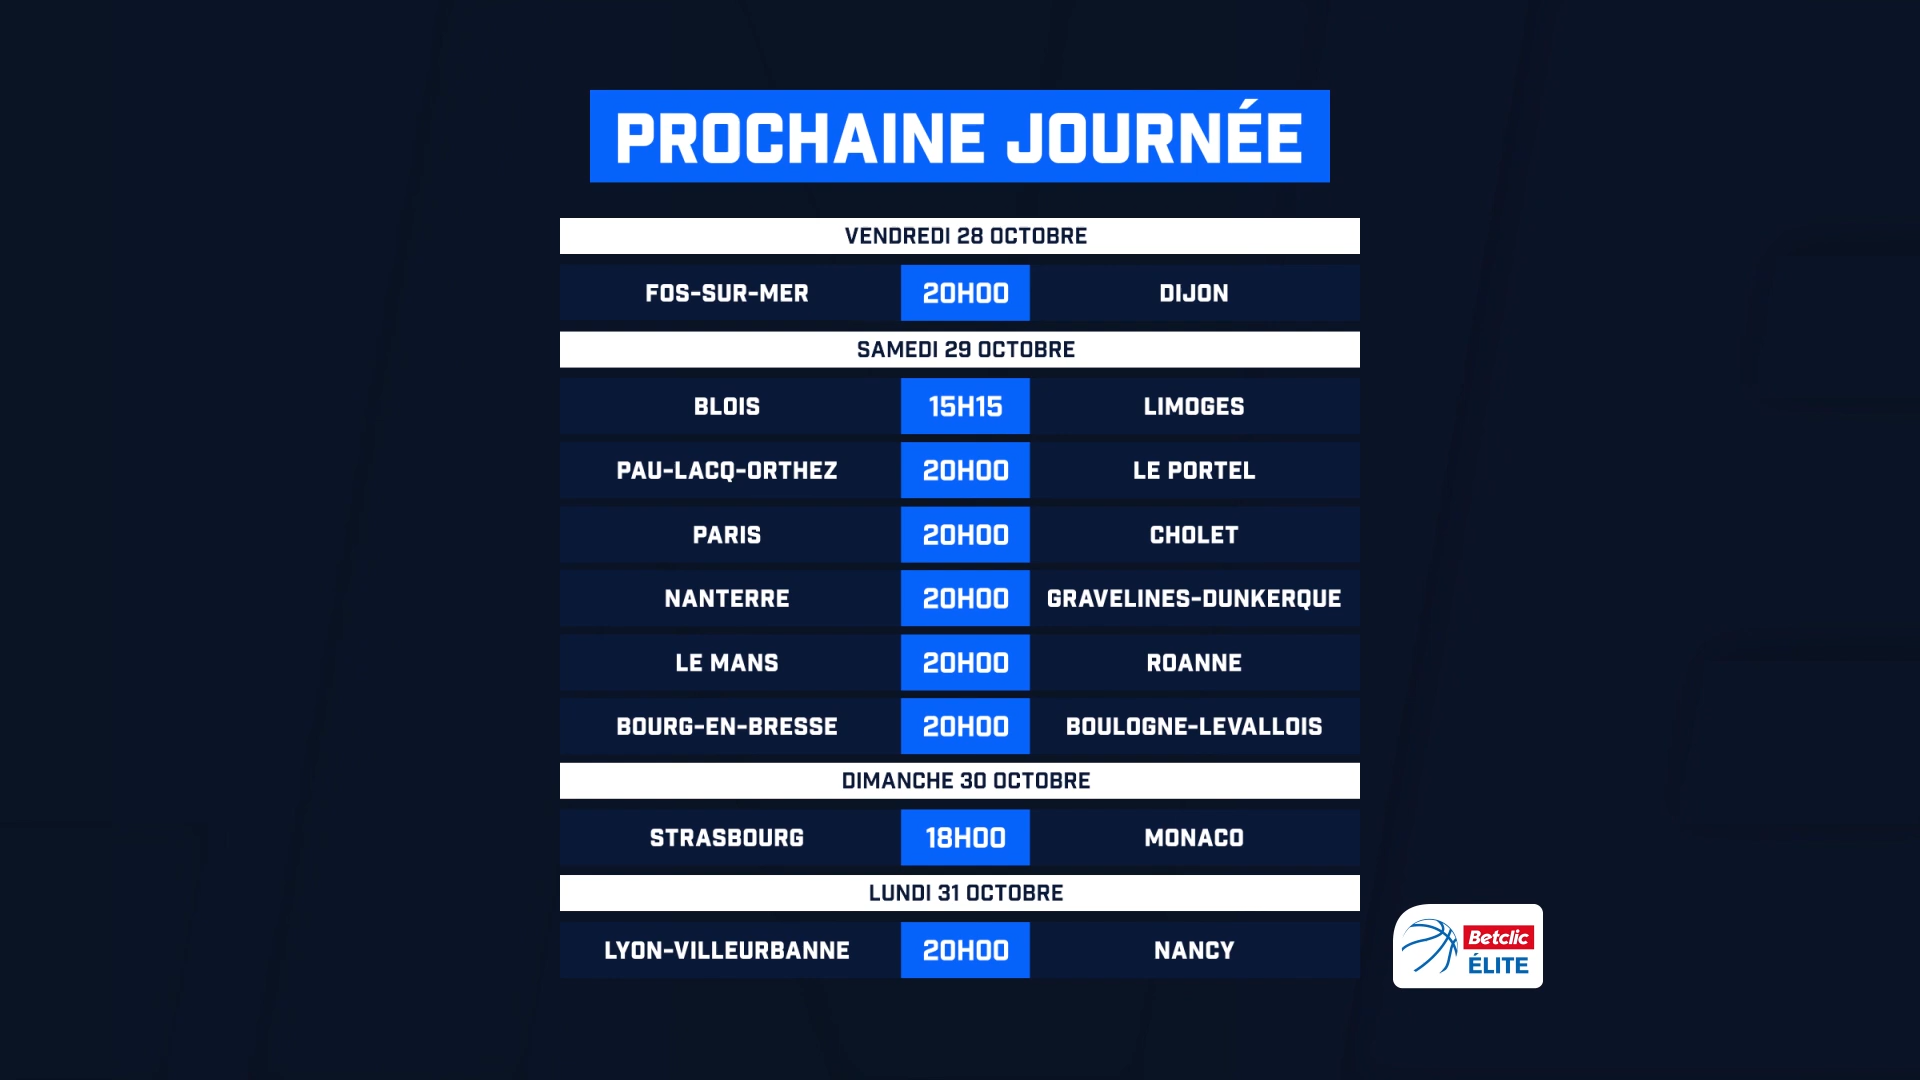 PROCHAINE JOURNÉE
VENDREDI 28 OCTOBRE
FOS-SUR-MER 20H00 DIJON
SAMEDI 29 OCTOBRE
BLOIS 15H15 LIMOGES
PAU-LACQ-ORTHEZ 20H00 LE PORTEL
PARIS 20H00 CHOLET
NANTERRE 20H00 GRAVELINES-DUNKERQUE
LE MANS 20H00 ROANNE
BOURG-EN-BRESSE 20H00 BOULOGNE-LEVALLOIS
DIMANCHE 30 OCTOBRE
STRASBOURG 18H00 MONACO
LUNDI 31 OCTOBRE
LYON-VILLEURBANNE 20H00 NANCY
Betclic
ÉLITE